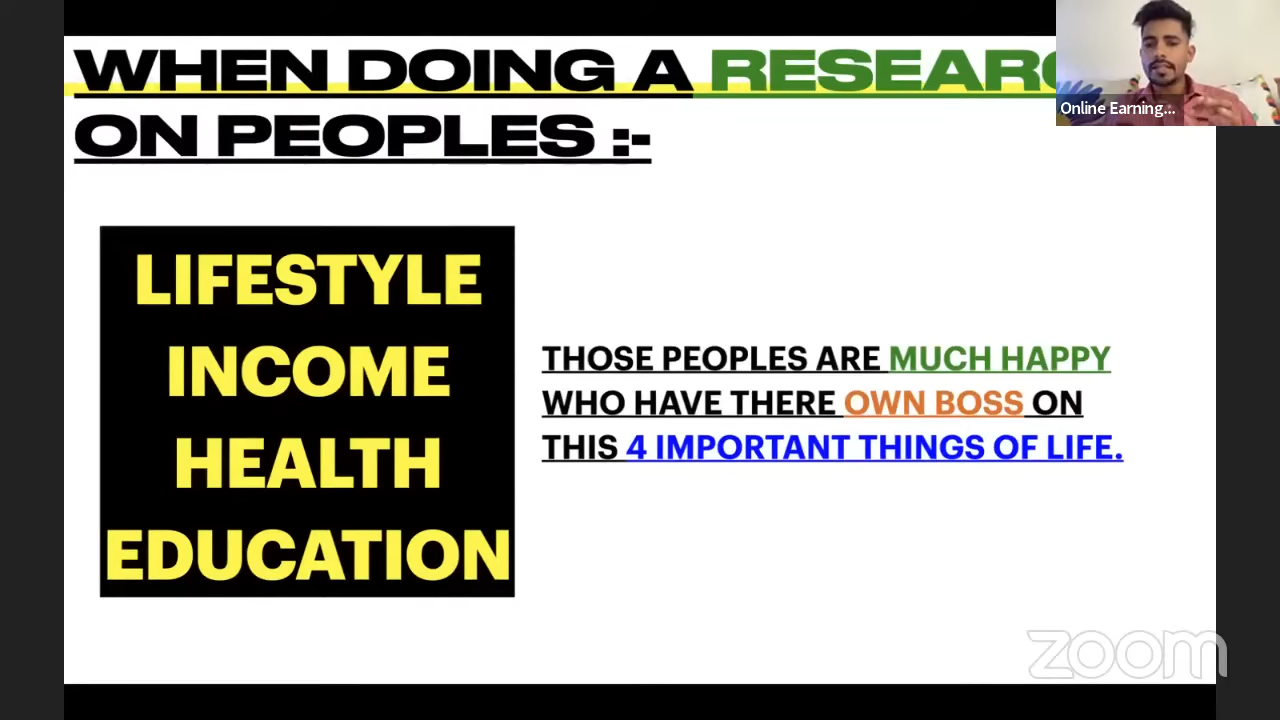 WHEN DOING A RESEARC
ON PEOPLES :-
Online Earning...
LIFESTYLE
INCOME
HEALTH
EDUCATION
THOSE PEOPLES ARE MUCH HAPPY
WHO HAVE THERE OWN BOSS ON
THIS 4 IMPORTANT THINGS OF LIFE.
zoom